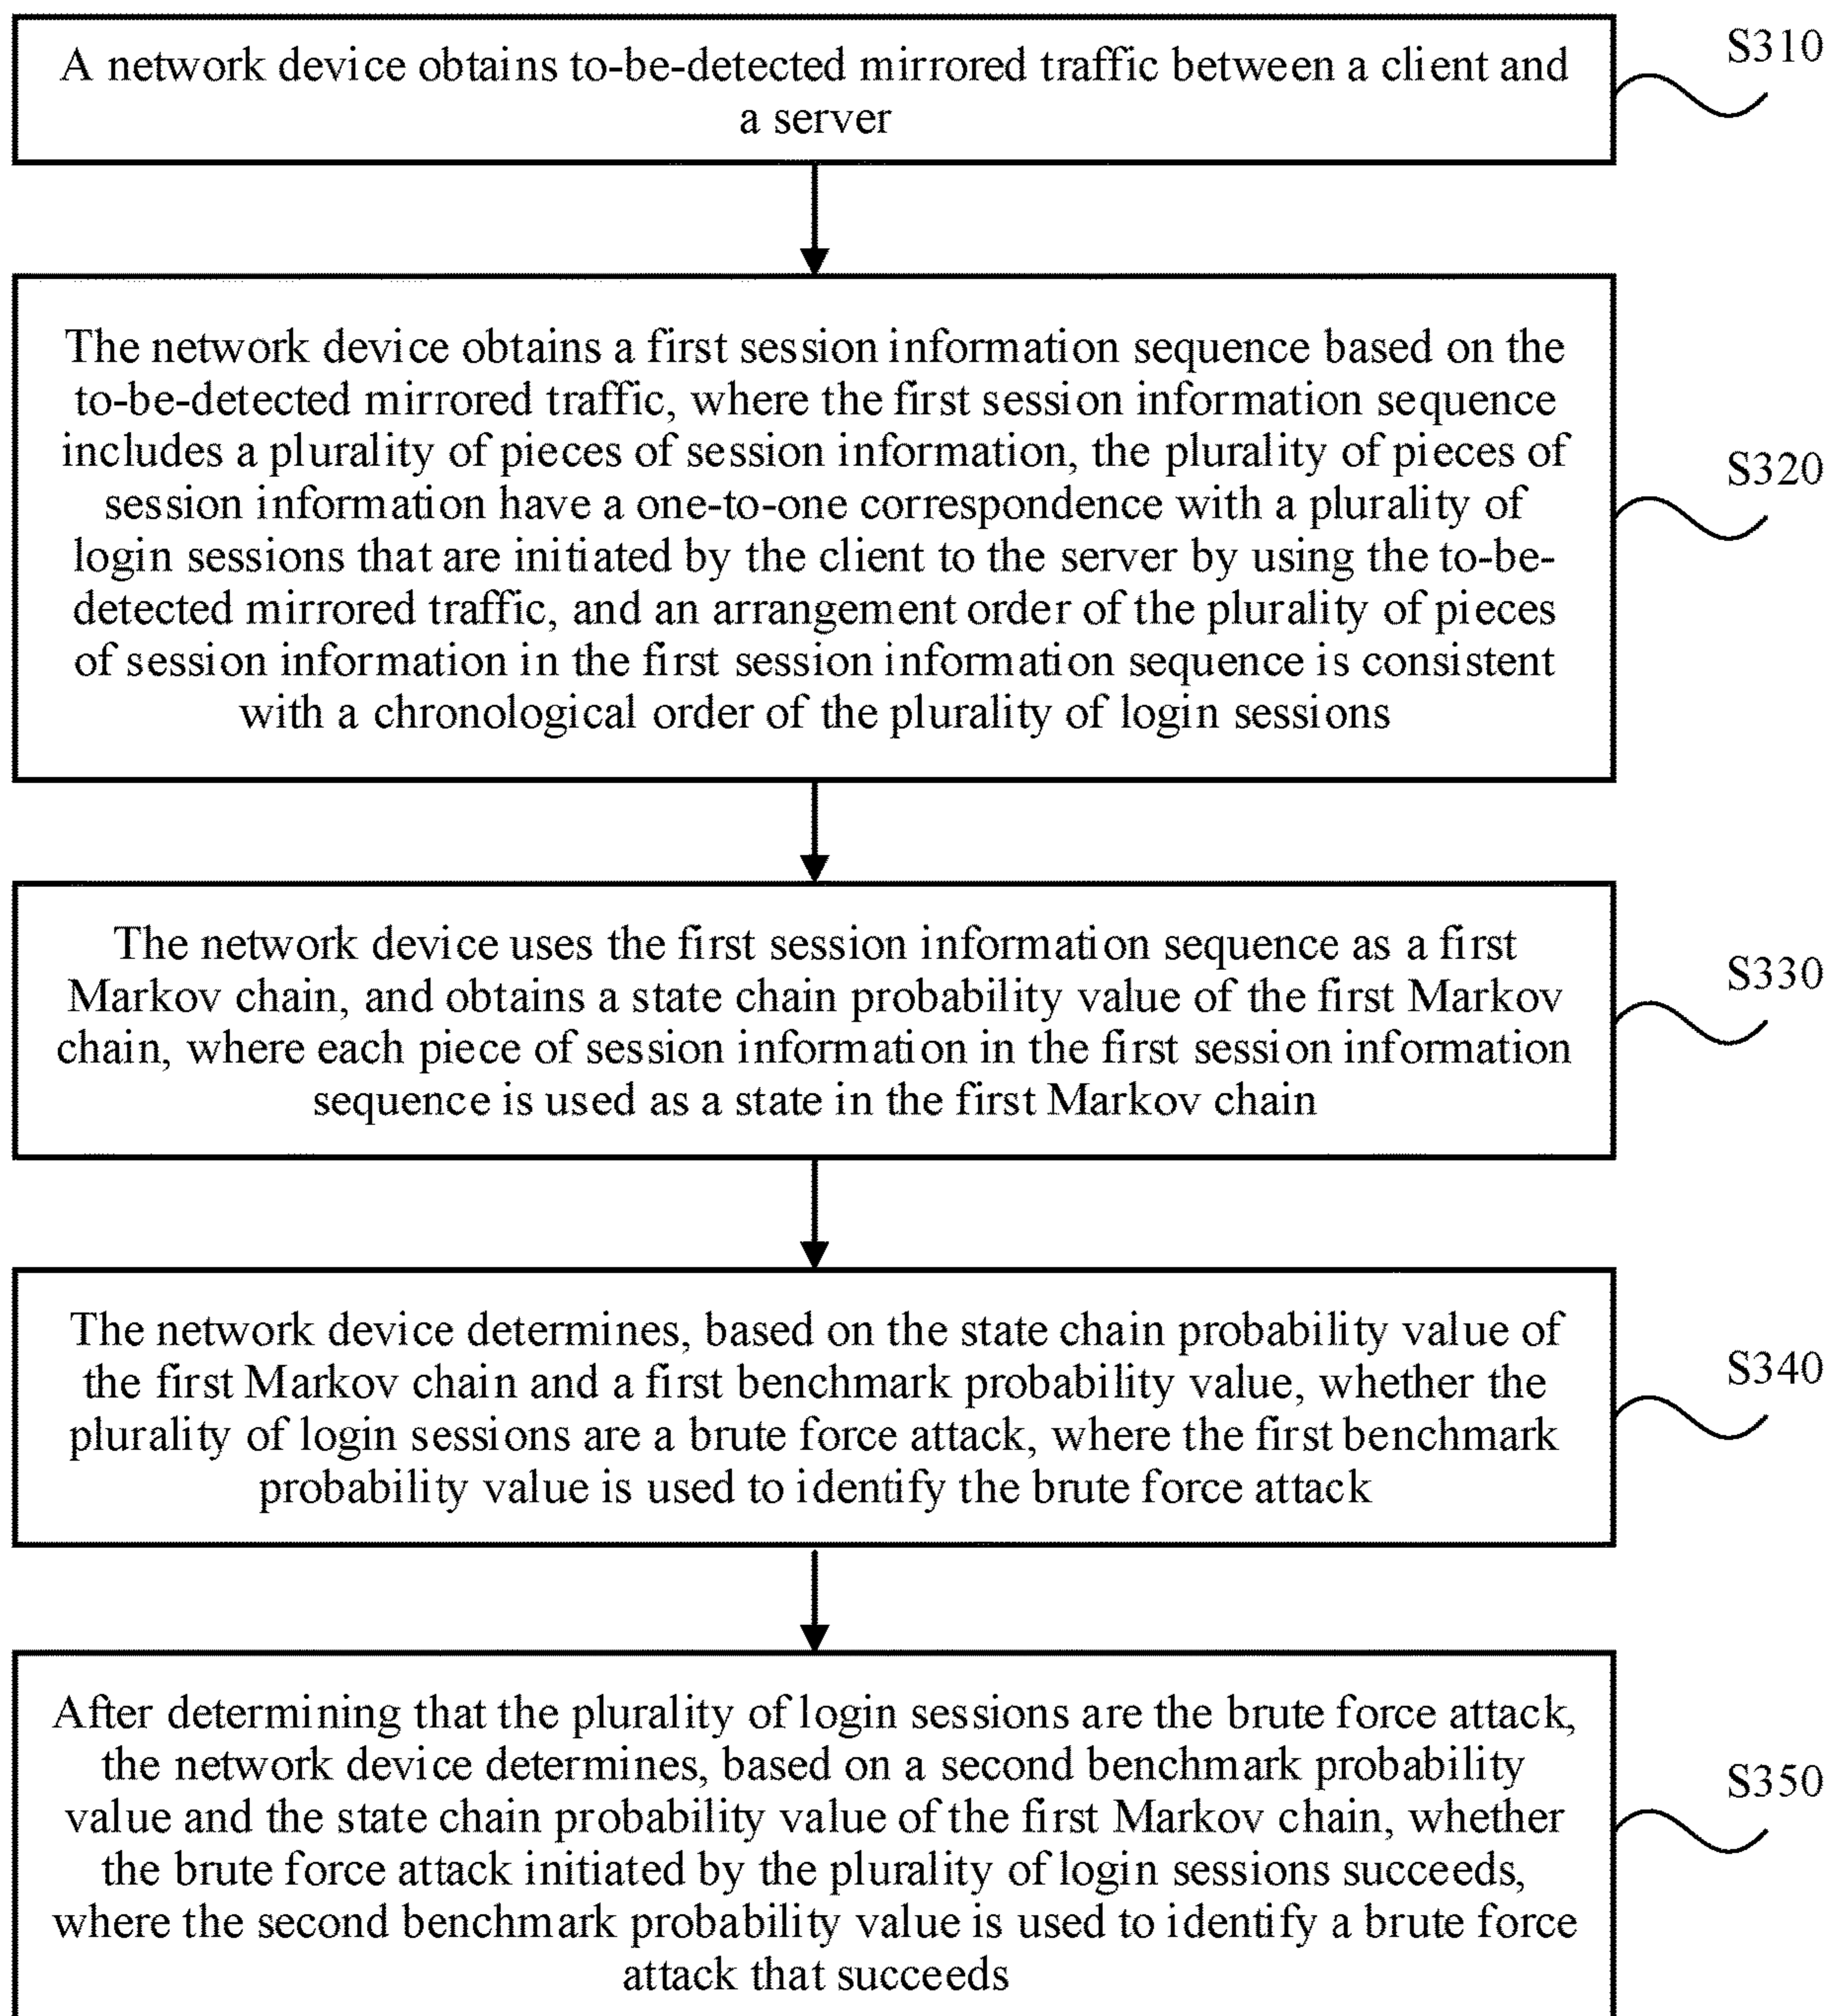 A network device obtains to-be-detected mirrored traffic between a client and
a server
S310
The network device obtains a first session information sequence based on the
to-be-detected mirrored traffic, where the first session information sequence
includes a plurality of pieces of session information, the plurality of pieces of
session information have a one-to-one correspondence with a plurality of
login sessions that are initiated by the client to the server by using the to-be-
detected mirrored traffic, and an arrangement order of the plurality of pieces
of session information in the first session information sequence is consistent
with a chronological order of the plurality of login sessions
S320
The network device uses the first session information sequence as a first
Markov chain, and obtains a state chain probability value of the first Markov
chain, where each piece of session information in the first session information
sequence is used as a state in the first Markov chain
S330
The network device determines, based on the state chain probability value of
the first Markov chain and a first benchmark probability value, whether the
plurality of login sessions are a brute force attack, where the first benchmark
probability value is used to identify the brute force attack
S340
After determining that the plurality of login sessions are the brute force attack,
the network device determines, based on a second benchmark probability
value and the state chain probability value of the first Markov chain, whether
the brute force attack initiated by the plurality of login sessions succeeds,
where the second benchmark probability value is used to identify a brute force
attack that succeeds
S350